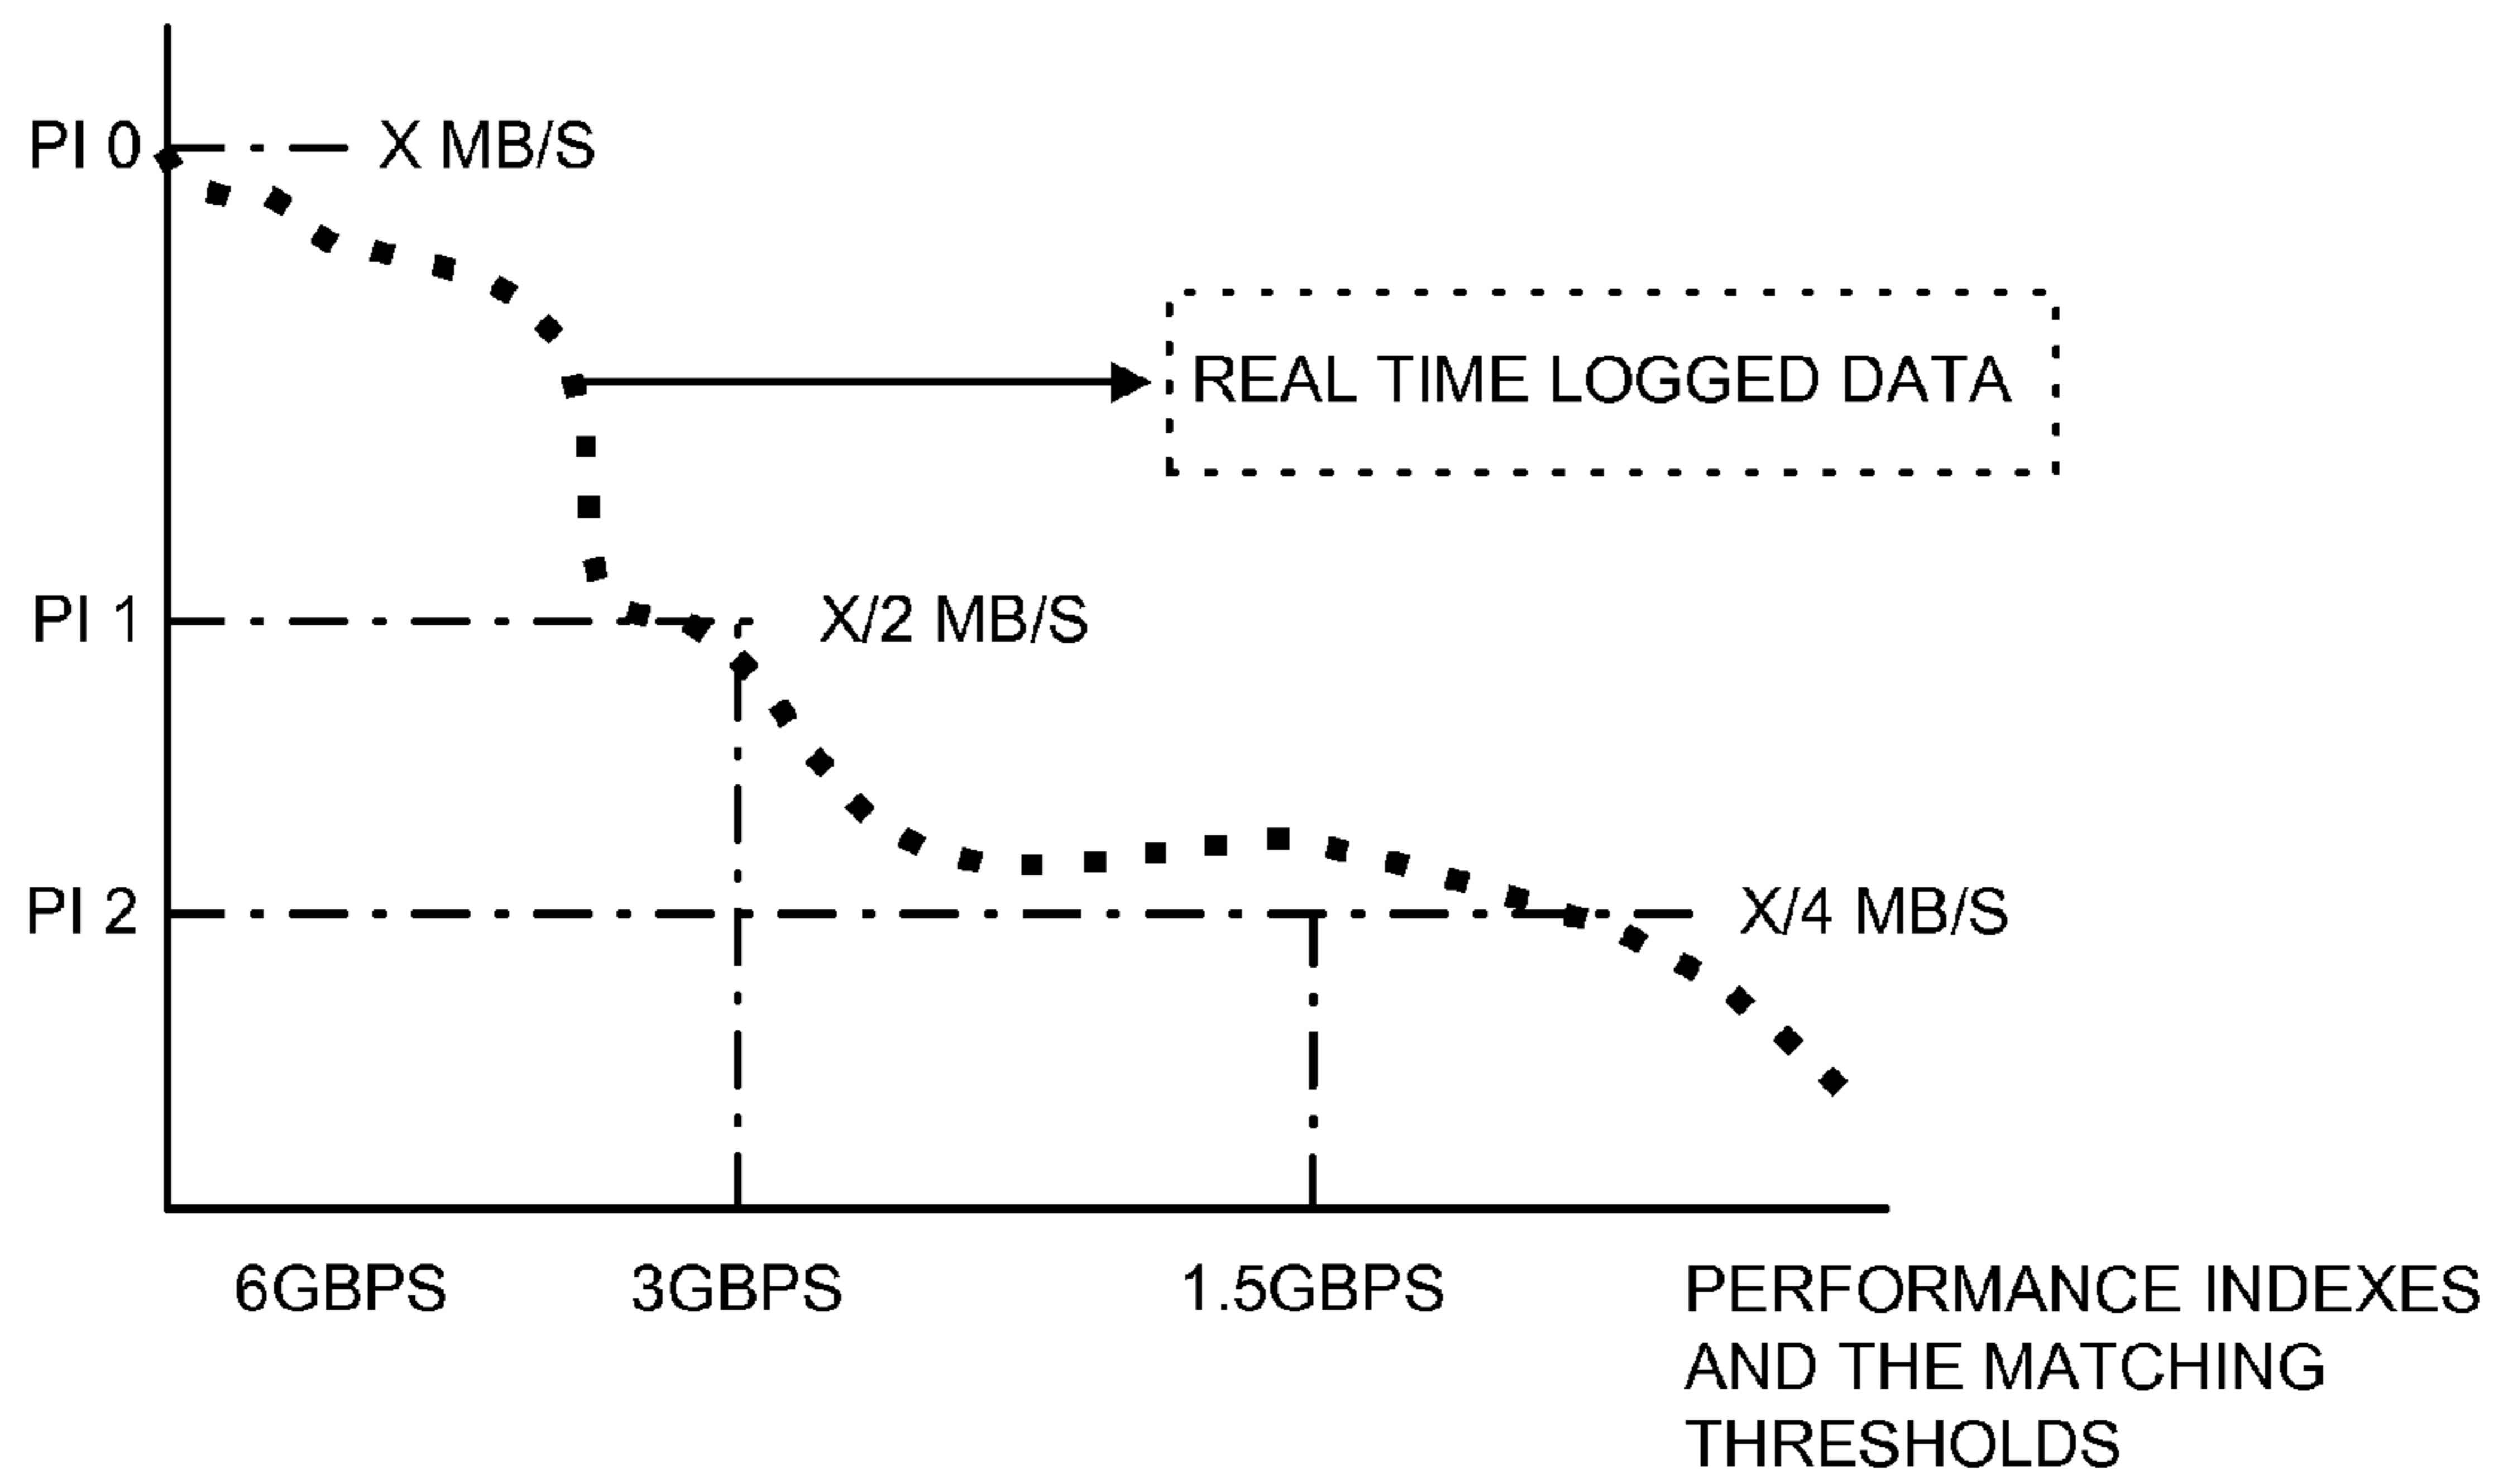 PI 0
X MB/S
REAL TIME LOGGED DATA
PI 1
X/2 MB/S
PI 2
X/4 MB/S
6GBPS
3GBPS
1.5GBPS
PERFORMANCE INDEXES
AND THE MATCHING
THRESHOLDS